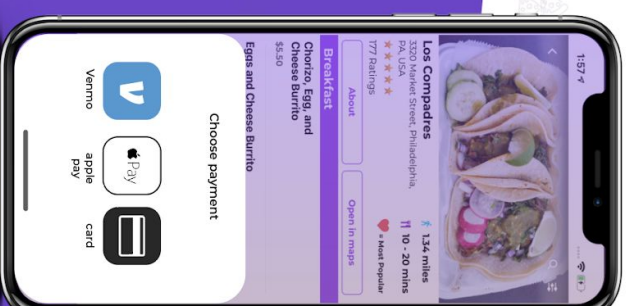 1:57
Los Compadres
3320 Market Street, Philadelphia,
PA, USA
177 Ratings
1.34 miles
10 - 20 mins
= Most Popular
About
Open in maps
Breakfast
Chorizo, Egg, and
Cheese Burrito
$5.50
Eggs and Cheese Burrito
Choose payment
Pay
Venmo
apple
pay
card